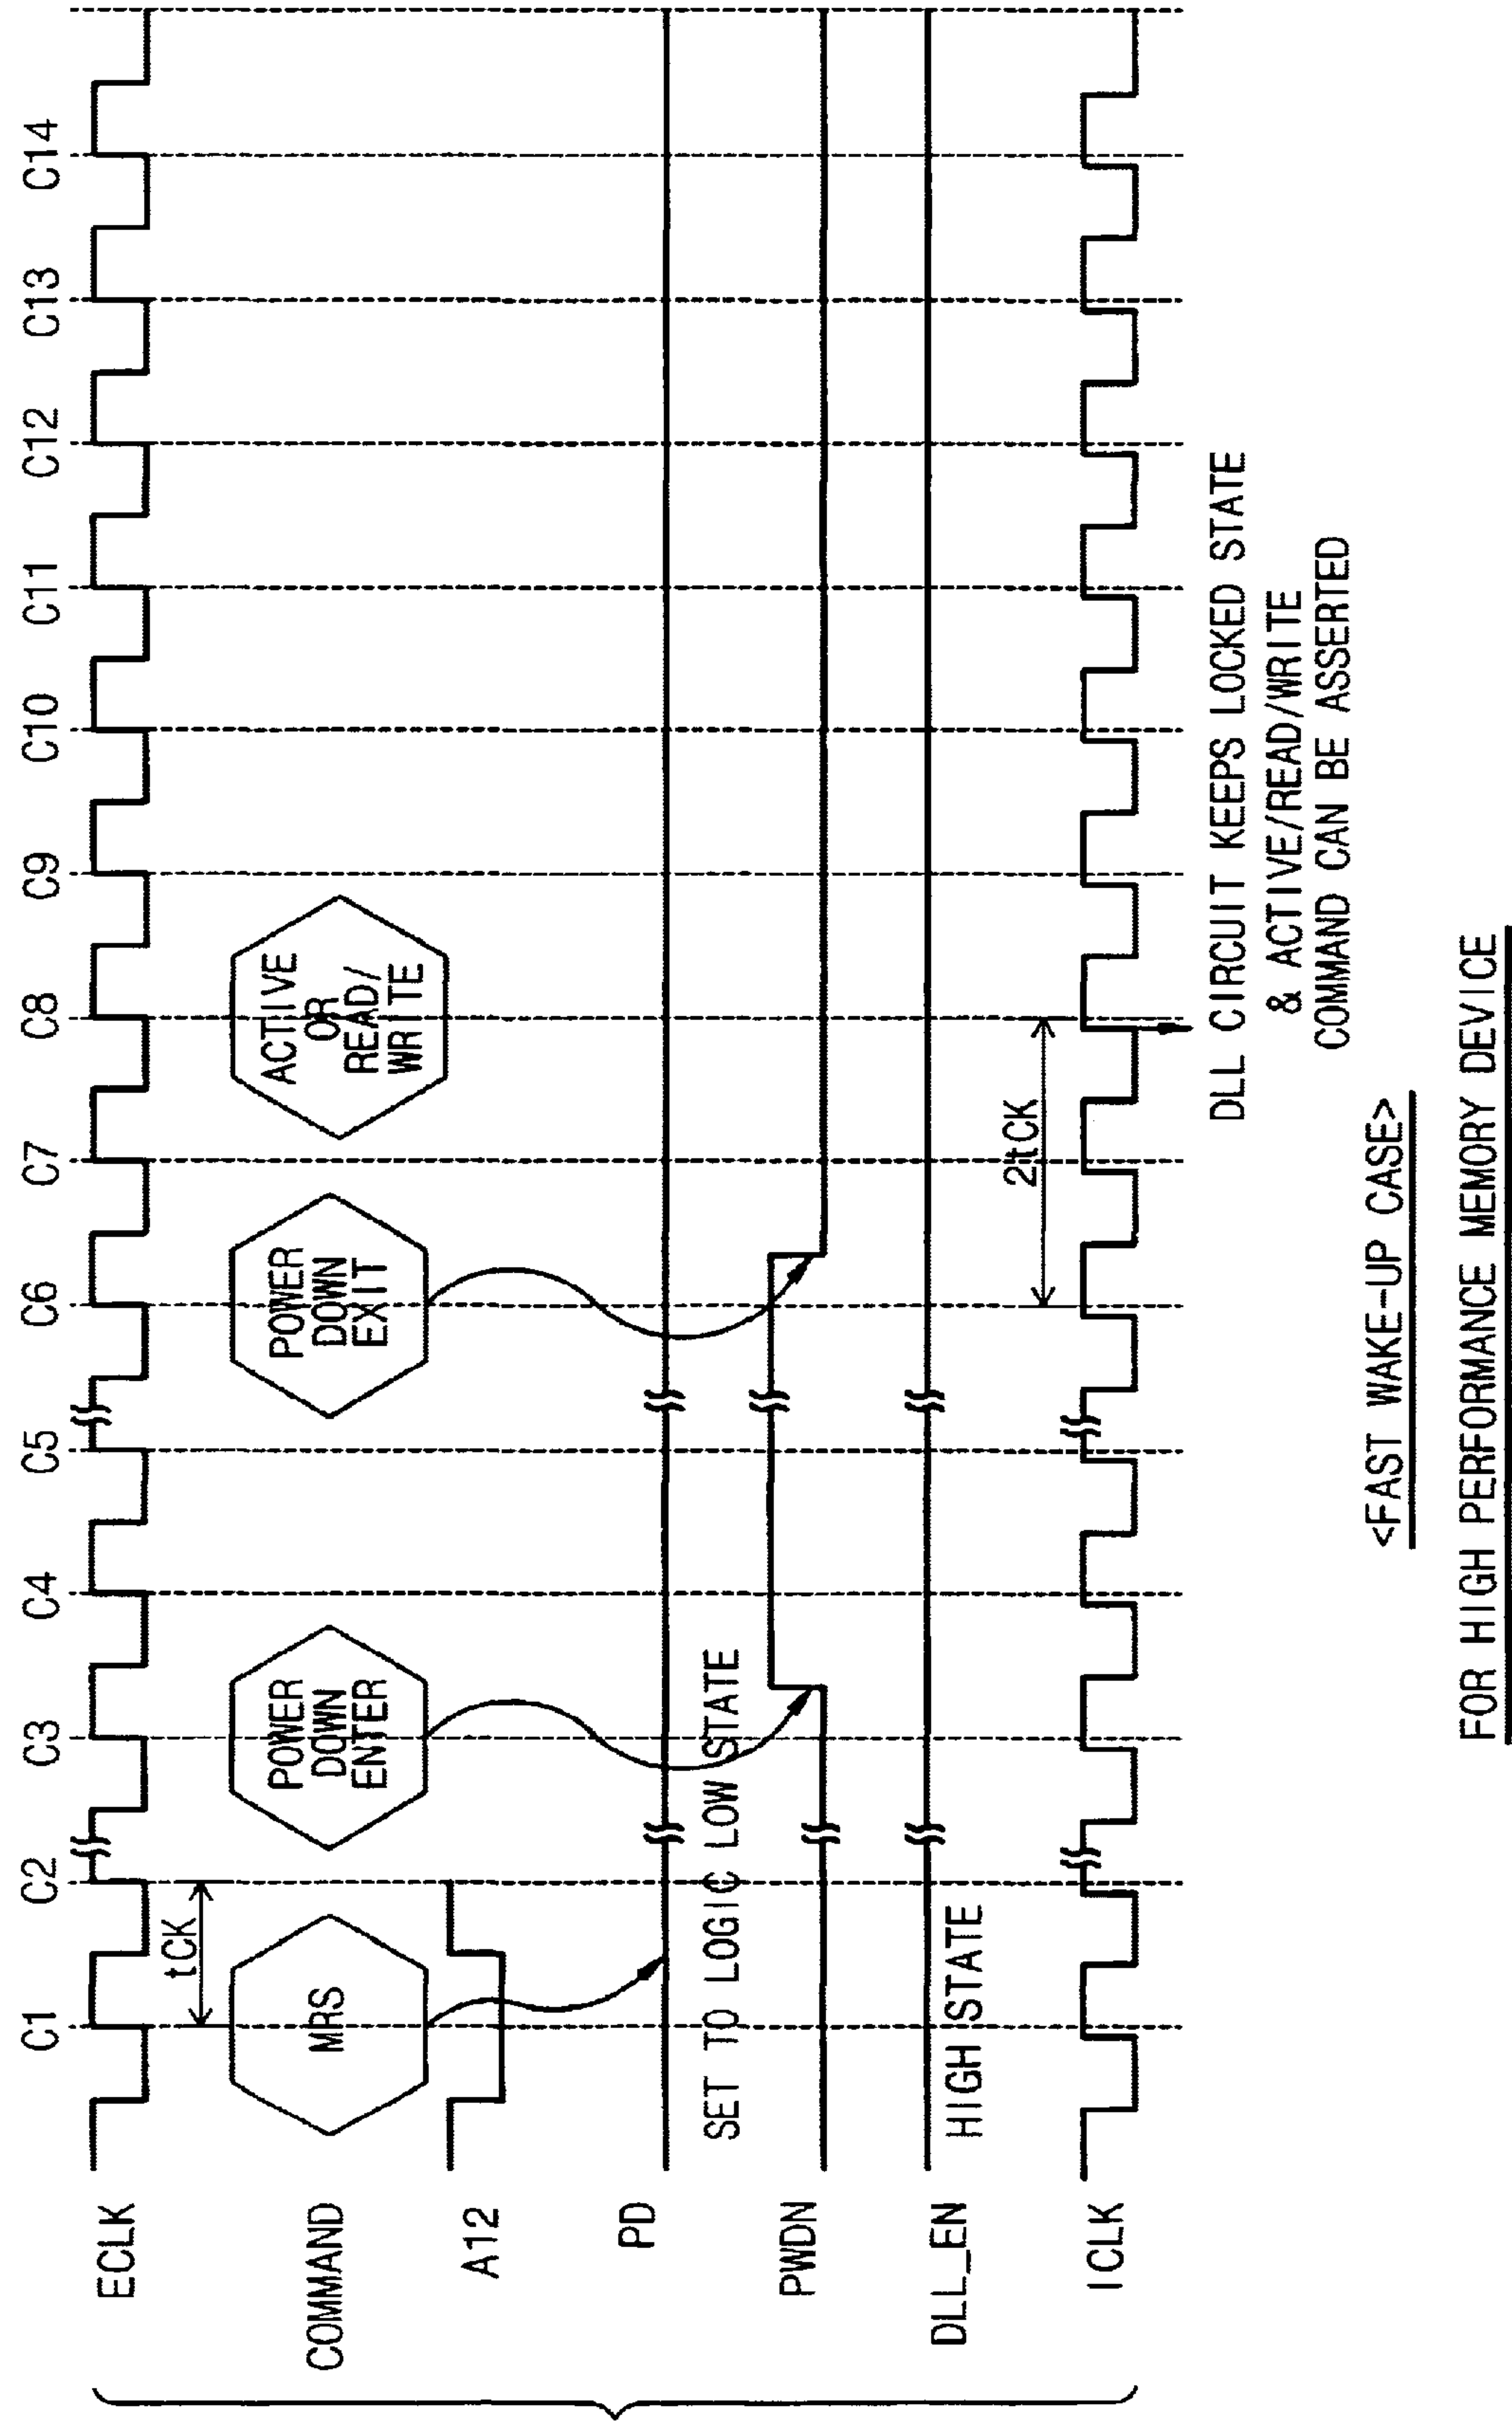 C1 C2 C3 C4 C5 C6 C7 C8 C9 C10 C11 C12 C13 C14
ECLK
tCK
COMMAND
MRS
POWER
DOWN
ENTER
POWER
DOWN
EXIT
ACTIVE
OR
READ/
WRITE
A12
PD
SET TO LOGIC LOW STATE
PWDN
DLL_EN
HIGH STATE
2tCK
ICLK
DLL CIRCUIT KEEPS LOCKED STATE
& ACTIVE/READ/WRITE
COMMAND CAN BE ASSERTED
<FAST WAKE-UP CASE>
FOR HIGH PERFORMANCE MEMORY DEVICE